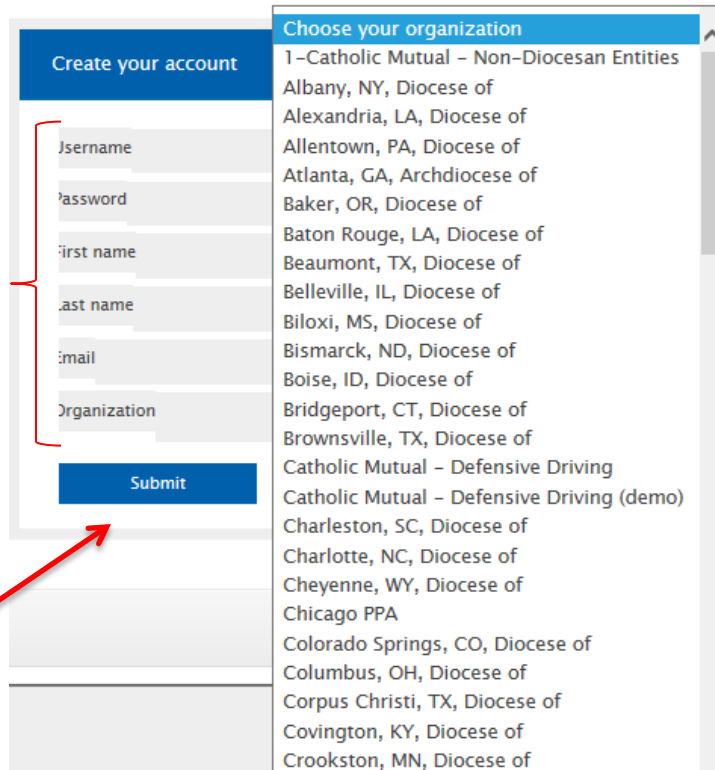 Create your account
Username
Password
First name
Last name
Email
Organization
Submit
Choose your organization
1-Catholic Mutual - Non-Diocesan Entities
Albany, NY, Diocese of
Alexandria, LA, Diocese of
Allentown, PA, Diocese of
Atlanta, GA, Archdiocese of
Baker, OR, Diocese of
Baton Rouge, LA, Diocese of
Beaumont, TX, Diocese of
Belleville, IL, Diocese of
Biloxi, MS, Diocese of
Bismarck, ND, Diocese of
Boise, ID, Diocese of
Bridgeport, CT, Diocese of
Brownsville, TX, Diocese of
Catholic Mutual - Defensive Driving
Catholic Mutual - Defensive Driving (demo)
Charleston, SC, Diocese of
Charlotte, NC, Diocese of
Cheyenne, WY, Diocese of
Chicago PPA
Colorado Springs, CO, Diocese of
Columbus, OH, Diocese of
Corpus Christi, TX, Diocese of
Covington, KY, Diocese of
Crookston, MN, Diocese of